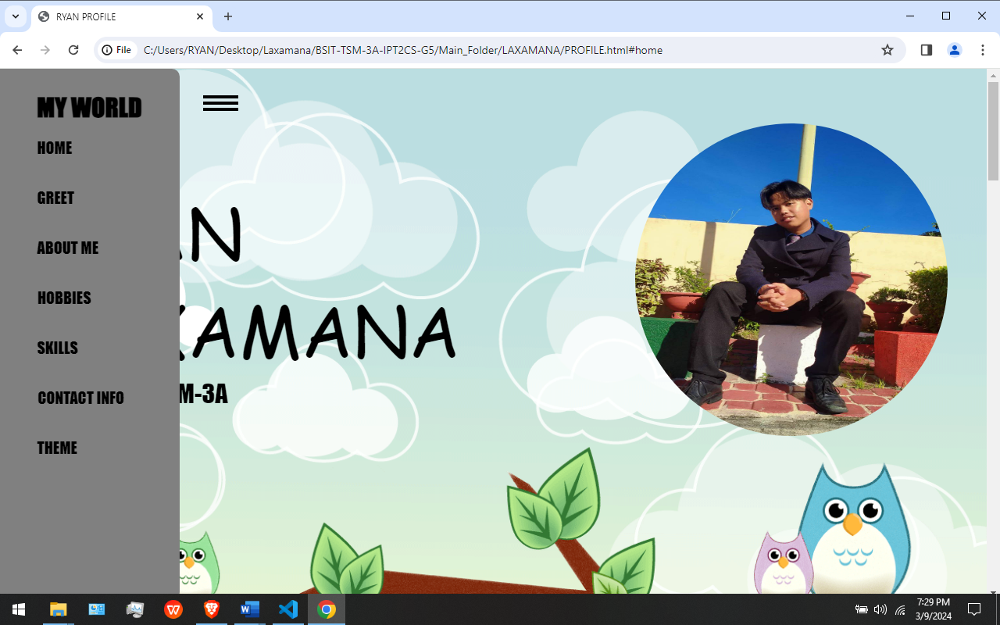 RYAN PROFILE
File
C:/Users/RYAN/Desktop/Laxamana/BSIT-TSM-3A-IPT2CS-G5/Main_Folder/LAXAMANA/PROFILE.html#home
MY WORLD
HOME
GREET
ABOUT ME
HOBBIES
SKILLS
CONTACT INFO
THEME
N
AMANA
M-3A
7:29 PM
3/9/2024